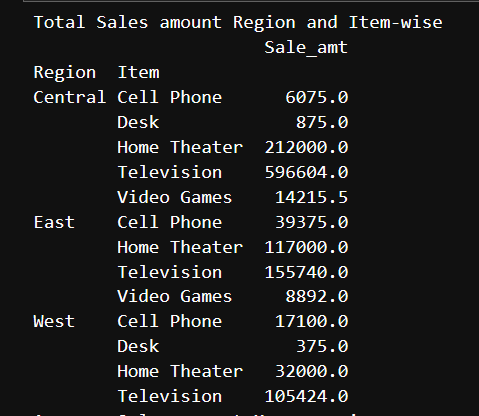 Total Sales amount Region and Item-wise
Sale_amt
Region Item
Central Cell Phone 6075.0
Desk 875.0
Home Theater 212000.0
Television 596604.0
Video Games 14215.5
East Cell Phone 39375.0
Home Theater 117000.0
Television 155740.0
Video Games 8892.0
West Cell Phone 17100.0
Desk 375.0
Home Theater 32000.0
Television 105424.0